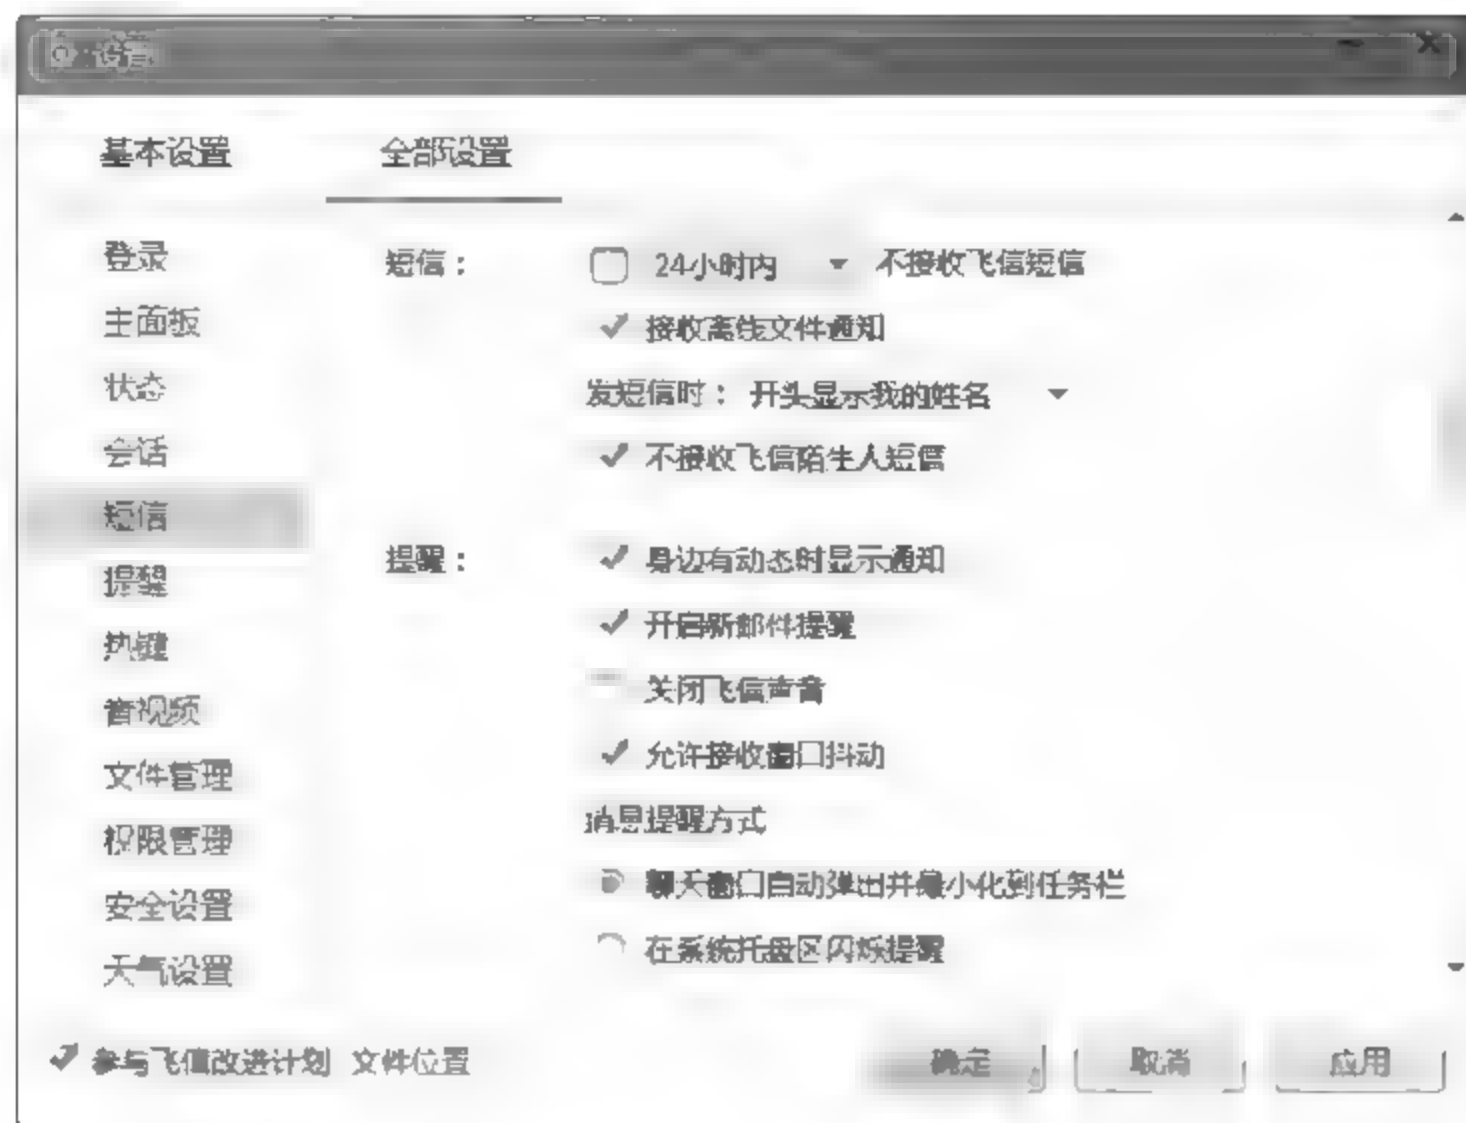 设置
基本设置 全部设置
登录
主面板
状态
会话
短信
提醒
热键
音视频
文件管理
权限管理
安全设置
天气设置
短信： 24小时内 不接收飞信短信
接收离线文件通知
发短信时： 开头显示我的姓名
不接收飞信陌生人短信
提醒： 身边有动态时显示通知
开启新邮件提醒
关闭飞信声音
允许接收窗口抖动
消息提醒方式
聊天窗口自动弹出并最小化到任务栏
在系统托盘区闪烁提醒
参与飞信改进计划 文件位置
确定 取消 应用